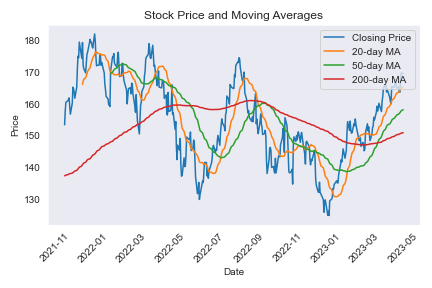 Stock Price and Moving Averages
Closing Price
20-day MA
50-day MA
200-day MA
Price
180
170
160
150
140
130
2021-11
2022-01
2022-03
2022-05
2022-07
2022-09
2022-11
2023-01
2023-03
2023-05
Date